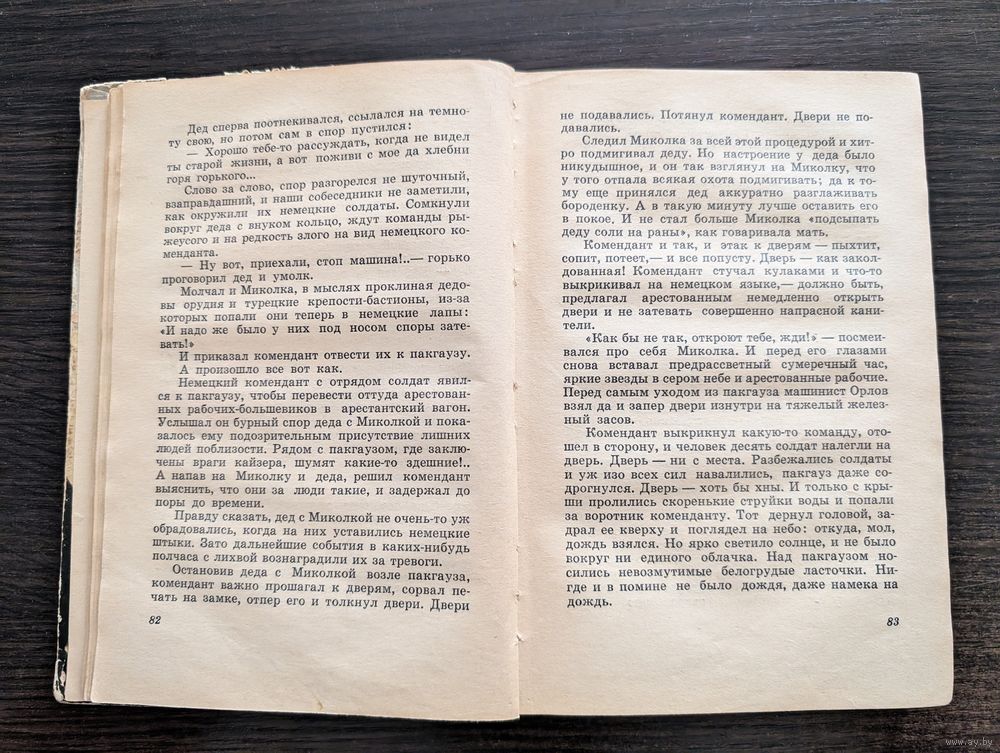 Дед сперва поотнекивался, ссылался на темно-
ту свою, но потом сам в спор пустился:
— Хорошо тебе-то рассуждать, когда не видел
ты старой жизни, а вот поживи с мое да хлебни
горя горького...
Слово за слово, спор разгорелся не шуточный,
взаправдашний, и наши собеседники не заметили,
как окружили их немецкие солдаты. Сомкнули
вокруг деда с внуком кольцо, ждут команды ры-
жеусого и на редкость злого на вид немецкого ко-
менданта.
— Ну вот, приехали, стоп машина!..— горько
проговорил дед и умолк.
Молчал и Миколка, в мыслях проклиная дедо-
вы орудия и турецкие крепости-бастионы, из-за
которых попали они теперь в немецкие лапы:
«И надо же было у них под носом споры зате-
вать!»
И приказал комендант отвести их к пакгаузу.
А произошло все вот как.
Немецкий комендант с отрядом солдат явил-
ся к пакгаузу, чтобы перевести оттуда арестован-
ных рабочих-большевиков в арестантский вагон.
Услышал он бурный спор деда с Миколкой и пока-
залось ему подозрительным присутствие лишних
людей поблизости. Рядом с пакгаузом, где заклю-
чены враги кайзера, шумят какие-то здешние!..
А напав на Миколку и деда, решил комендант
выяснить, что они за люди такие, и задержал до
поры до времени.
Правду сказать, дед с Миколкой не очень-то уж
обрадовались, когда на них уставились немецкие
штыки. Зато дальнейшие события в каких-нибудь
полчаса с лихвой вознаградили их за тревоги.
Остановив деда с Миколкой возле пакгауза,
комендант важно прошагал к дверям, сорвал пе-
чать на замке, отпер его и толкнул двери. Двери
82
не подавались. Потянул комендант. Двери не по-
давались.
Следил Миколка за всей этой процедурой и хит-
ро подмигивал деду. Но настроение у деда было
никудышное, и он так взглянул на Миколку, что
у того отпала всякая охота подмигивать; да к то-
му еще принялся дед аккуратно разглаживать
бороденку. А в такую минуту лучше оставить его
в покое. И не стал больше Миколка «подсыпать
деду соли на раны», как говаривала мать.
Комендант и так, и этак к дверям — пыхтит,
сопит, потеет,— и все попусту. Дверь — как закол-
дованная! Комендант стучал кулаками и что-то
выкрикивал на немецком языке,— должно быть,
предлагал арестованным немедленно открыть
двери и не затевать совершенно напрасной кани-
тели.
«Как бы не так, откроют тебе, жди!» — посмеи-
вался про себя Миколка. И перед его глазами
снова вставал предрассветный сумеречный час,
яркие звезды в сером небе и арестованные рабочие.
Перед самым уходом из пакгауза машинист Орлов
взял да и запер двери изнутри на тяжелый желез-
ный засов.
Комендант выкрикнул какую-то команду, ото-
шел в сторону, и человек десять солдат налегли на
дверь. Дверь — ни с места. Разбежались солдаты
и уж изо всех сил навалились, пакгауз даже со-
дрогнулся. Дверь — хоть бы хны. И только с кры-
ши пролились скоренькие струйки воды и попали
за воротник коменданту. Тот дернул головой, за-
драл ее кверху и поглядел на небо: откуда, мол,
дождь взялся. Но ярко светило солнце, и не было
вокруг ни единого облачка. Над пакгаузом но-
сились невозмутимые белогрудые ласточки. Ни-
где и в помине не было дождя, даже намека на
дождь.
83
www.ay.by